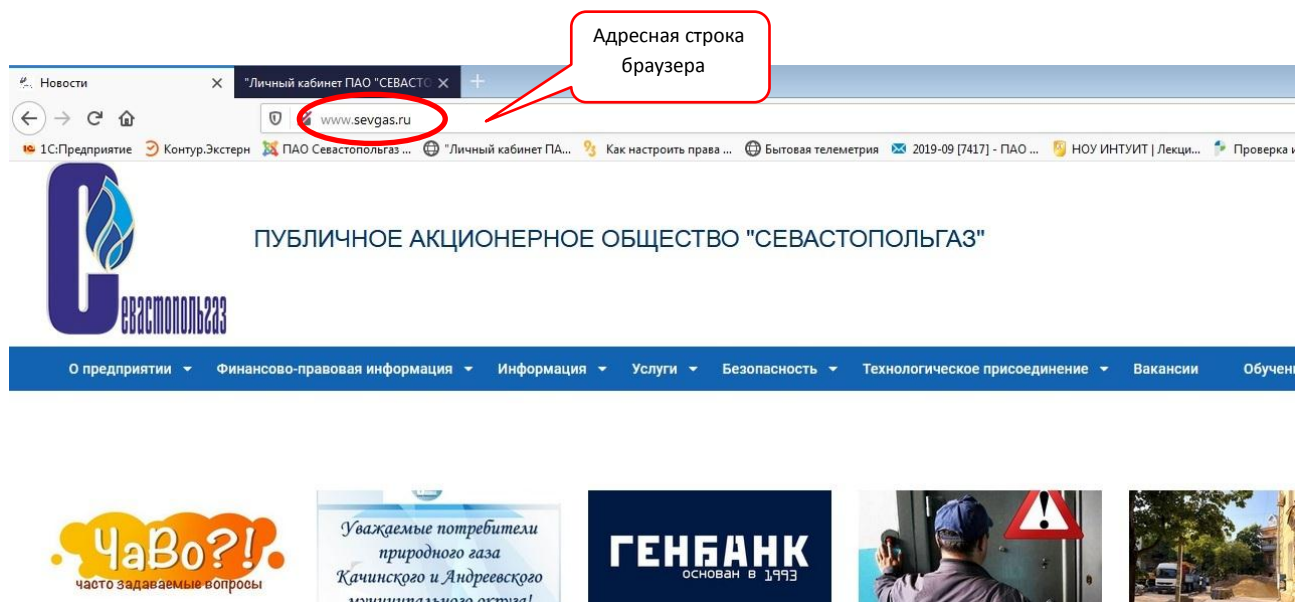 Адресная строка
браузера
Новости
"Личный кабинет ПАО "СЕВАСТО
www.sevgas.ru
1С:Предприятие Контур.Экстерн ПАО Севастопольгаз ... "Личный кабинет ПА... Как настроить права ... Бытовая телеметрия 2019-09 [7417] - ПАО ... НОУ ИНТУИТ | Лекци... Проверка и
ПУБЛИЧНОЕ АКЦИОНЕРНОЕ ОБЩЕСТВО "СЕВАСТОПОЛЬГАЗ"
Севастопольгаз
О предприятии Финансово-правовая информация Информация Услуги Безопасность Технологическое присоединение Вакансии Обучен
ЧаВо?!
часто задаваемые вопросы
Уважаемые потребители
природного газа
Качинского и Андреевского
муниципального округа!
ГЕНБАНК
ОСНОВАН В 1993